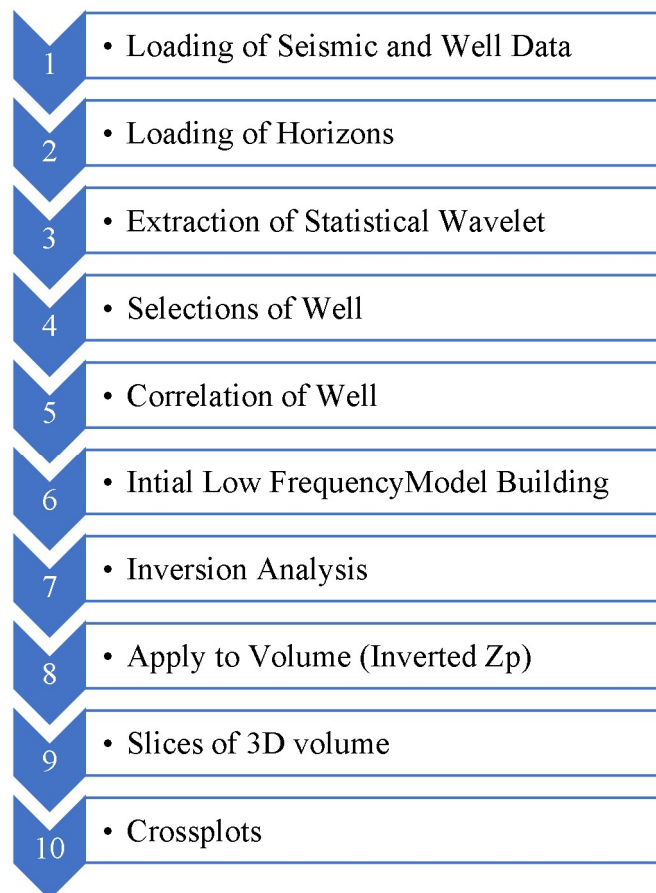 1 • Loading of Seismic and Well Data
2 • Loading of Horizons
3 • Extraction of Statistical Wavelet
4 • Selections of Well
5 • Correlation of Well
6 • Intial Low FrequencyModel Building
7 • Inversion Analysis
8 • Apply to Volume (Inverted Zp)
9 • Slices of 3D volume
10 • Crossplots